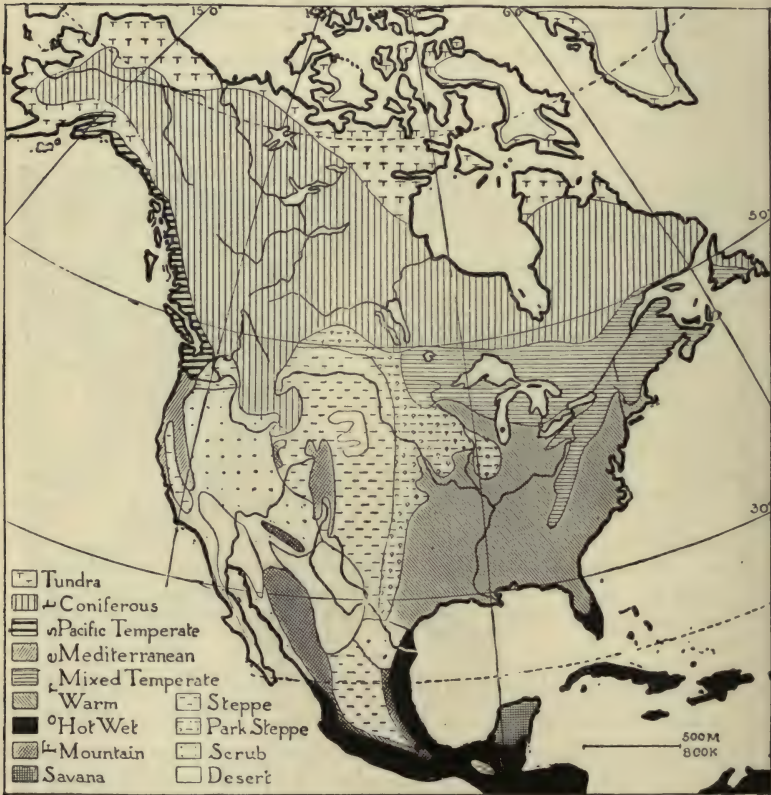 150°
50°
30°
Tundra
Coniferous
Pacific Temperate
Mediterranean
Mixed Temperate
Warm
Hot Wet
Mountain
Savana
Forest
Steppe
Park Steppe
Scrub
Desert
500M
800K